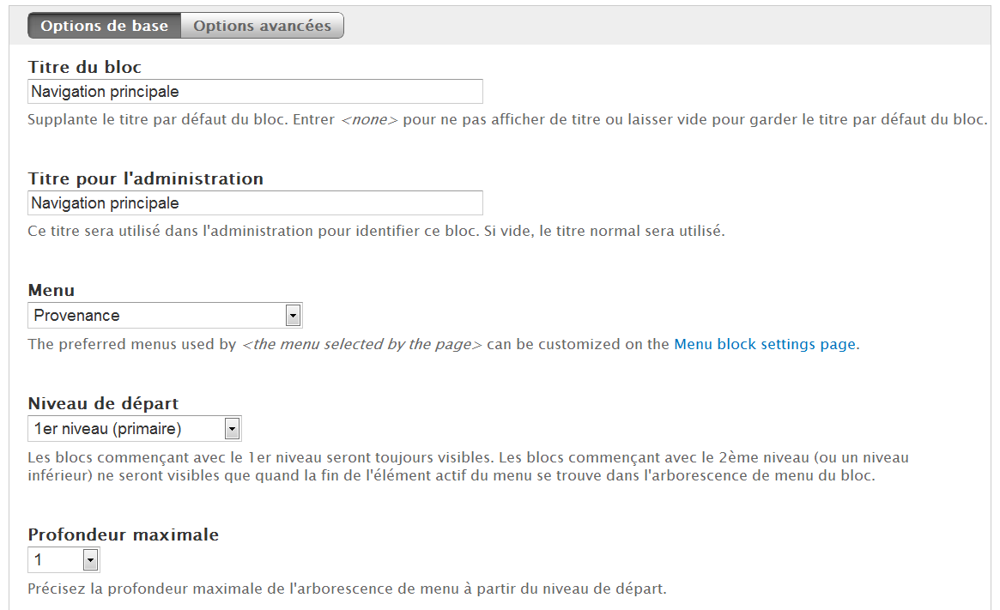 Options de base Options avancées
Titre du bloc
Navigation principale
Supplante le titre par défaut du bloc. Entrer <none> pour ne pas afficher de titre ou laisser vide pour garder le titre par défaut du bloc.
Titre pour l'administration
Navigation principale
Ce titre sera utilisé dans l'administration pour identifier ce bloc. Si vide, le titre normal sera utilisé.
Menu
Provenance
The preferred menus used by <the menu selected by the page> can be customized on the Menu block settings page.
Niveau de départ
1er niveau (primaire)
Les blocs commençant avec le 1er niveau seront toujours visibles. Les blocs commençant avec le 2ème niveau (ou un niveau
inférieur) ne seront visibles que quand la fin de l'élément actif du menu se trouve dans l'arborescence de menu du bloc.
Profondeur maximale
1
Précisez la profondeur maximale de l'arborescence de menu à partir du niveau de départ.